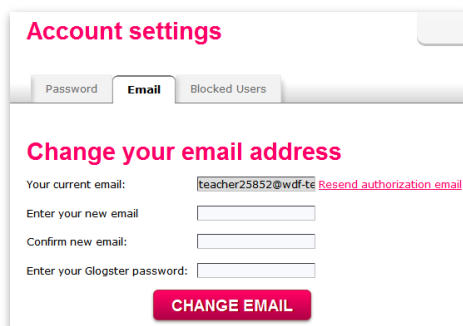 Account settings
Password Email Blocked Users
Change your email address
Your current email: teacher25852@wdf-te Resend authorization email
Enter your new email
Confirm new email:
Enter your Glogster password:
CHANGE EMAIL